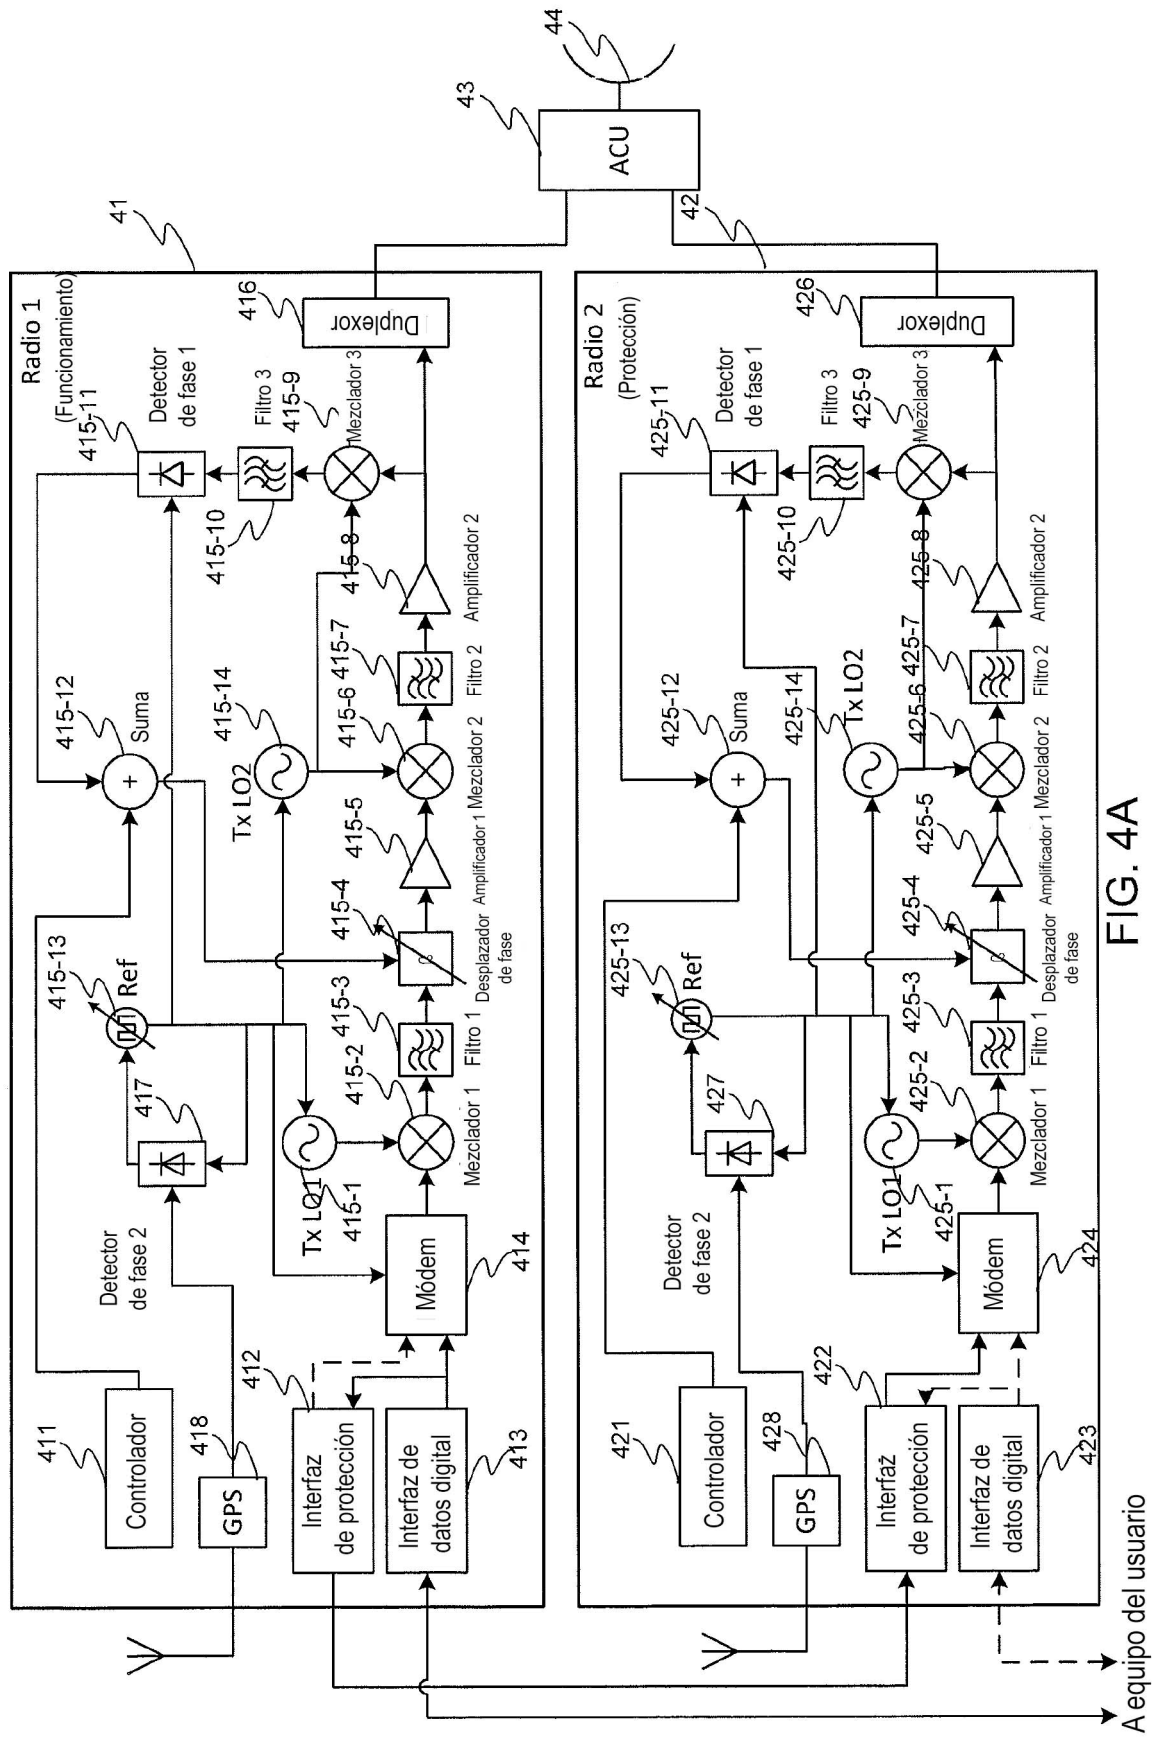 44
43
ACU
41
42
Radio 1
(Funcionamiento)
416
Duplexor
415-11
Detector
de fase 1
Filtro 3
415-9
Mezclador 3
415-10
415-8
Amplificador 2
415-12
Suma
415-14
Tx LO2
415-7
Filtro 2
415-6
Mezclador 2
415-5
Amplificador 1
415-4
Desplazador
de fase
415-13
Ref
415-3
Filtro 1
415-2
Mezclador 1
417
Detector
de fase 2
Tx LO1
415-1
414
Módem
411
Controlador
418
GPS
412
Interfaz
de protección
413
Interfaz de
datos digital
Radio 2
(Protección)
426
Duplexor
425-11
Detector
de fase 1
Filtro 3
425-9
Mezclador 3
425-10
425-8
Amplificador 2
425-12
Suma
425-14
Tx LO2
425-7
Filtro 2
425-6
Mezclador 2
425-5
Amplificador 1
425-4
Desplazador
de fase
425-13
Ref
425-3
Filtro 1
425-2
Mezclador 1
427
Detector
de fase 2
Tx LO1
425-1
424
Módem
421
Controlador
428
GPS
422
Interfaz
de protección
423
Interfaz de
datos digital
A equipo del usuario
FIG. 4A